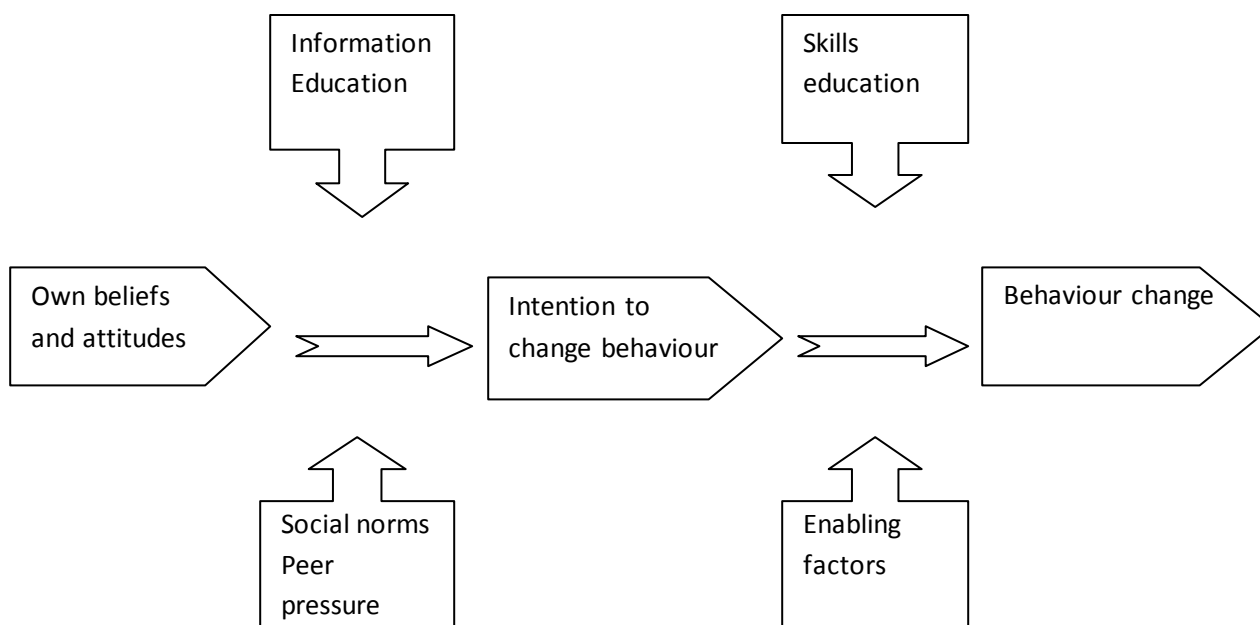 Information
Education
Skills
education
Own beliefs
and attitudes
Intention to
change behaviour
Behaviour change
Social norms
Peer
pressure
Enabling
factors